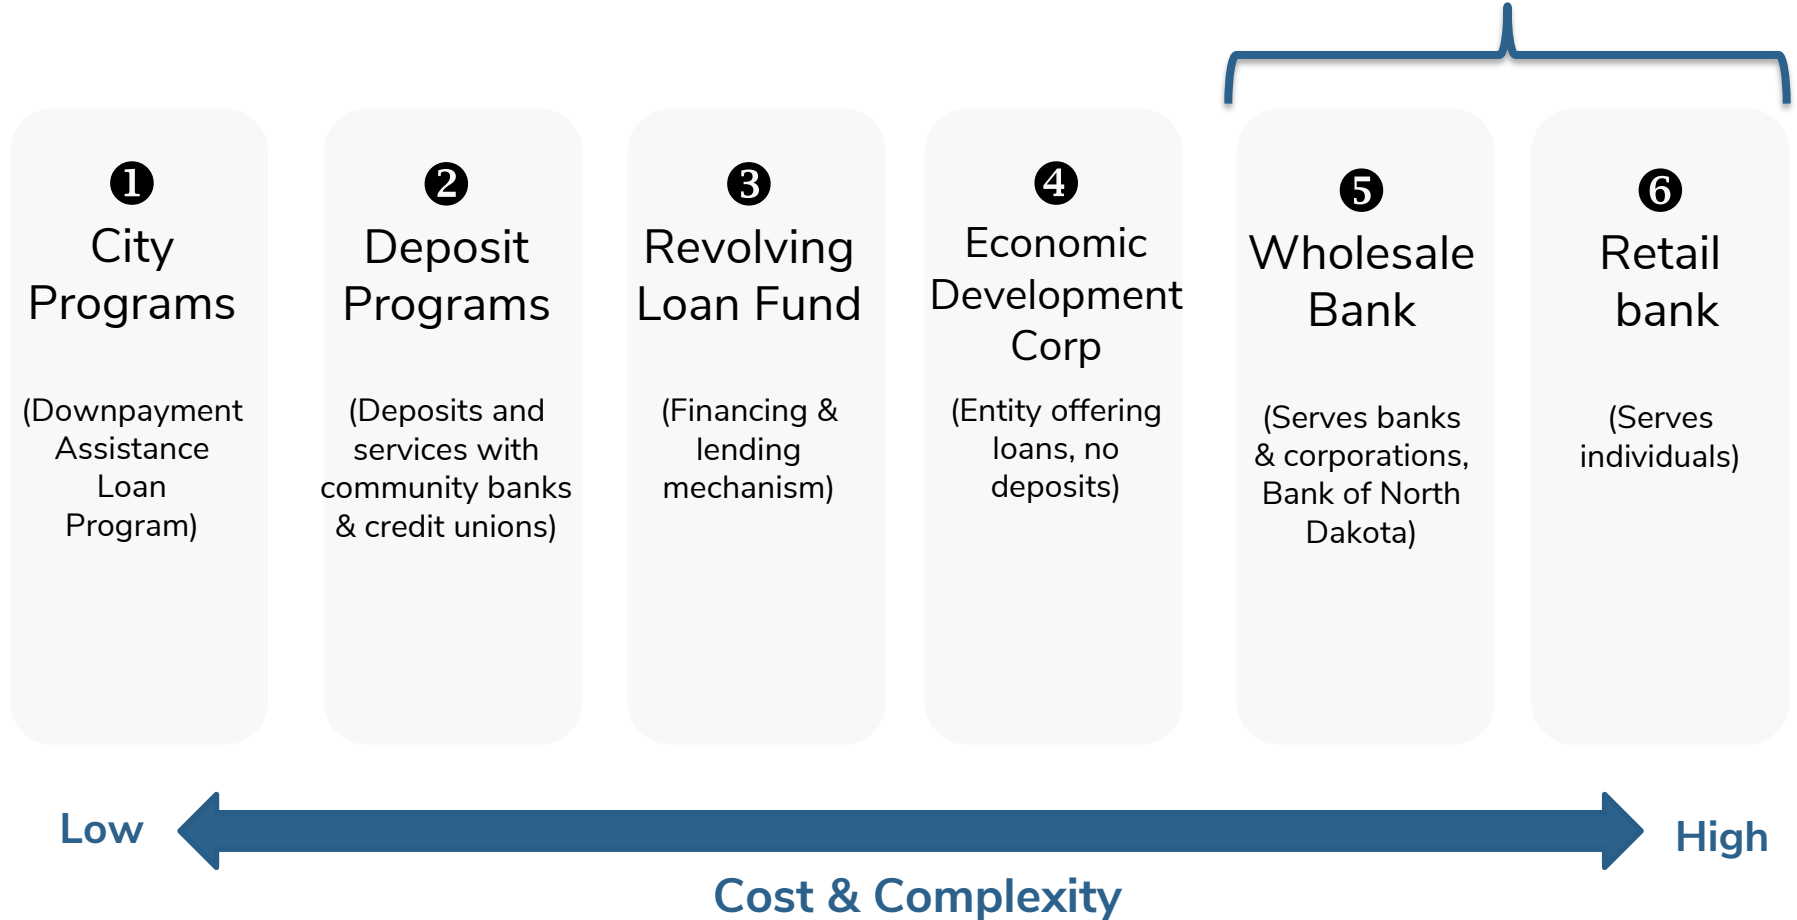 ❶
City
Programs
(Downpayment
Assistance
Loan
Program)
❷
Deposit
Programs
(Deposits and
services with
community banks
& credit unions)
❸
Revolving
Loan Fund
(Financing &
lending
mechanism)
❹
Economic
Development
Corp
(Entity offering
loans, no
deposits)
❺
Wholesale
Bank
(Serves banks
& corporations,
Bank of North
Dakota)
❻
Retail
bank
(Serves
individuals)
Low
High
Cost & Complexity